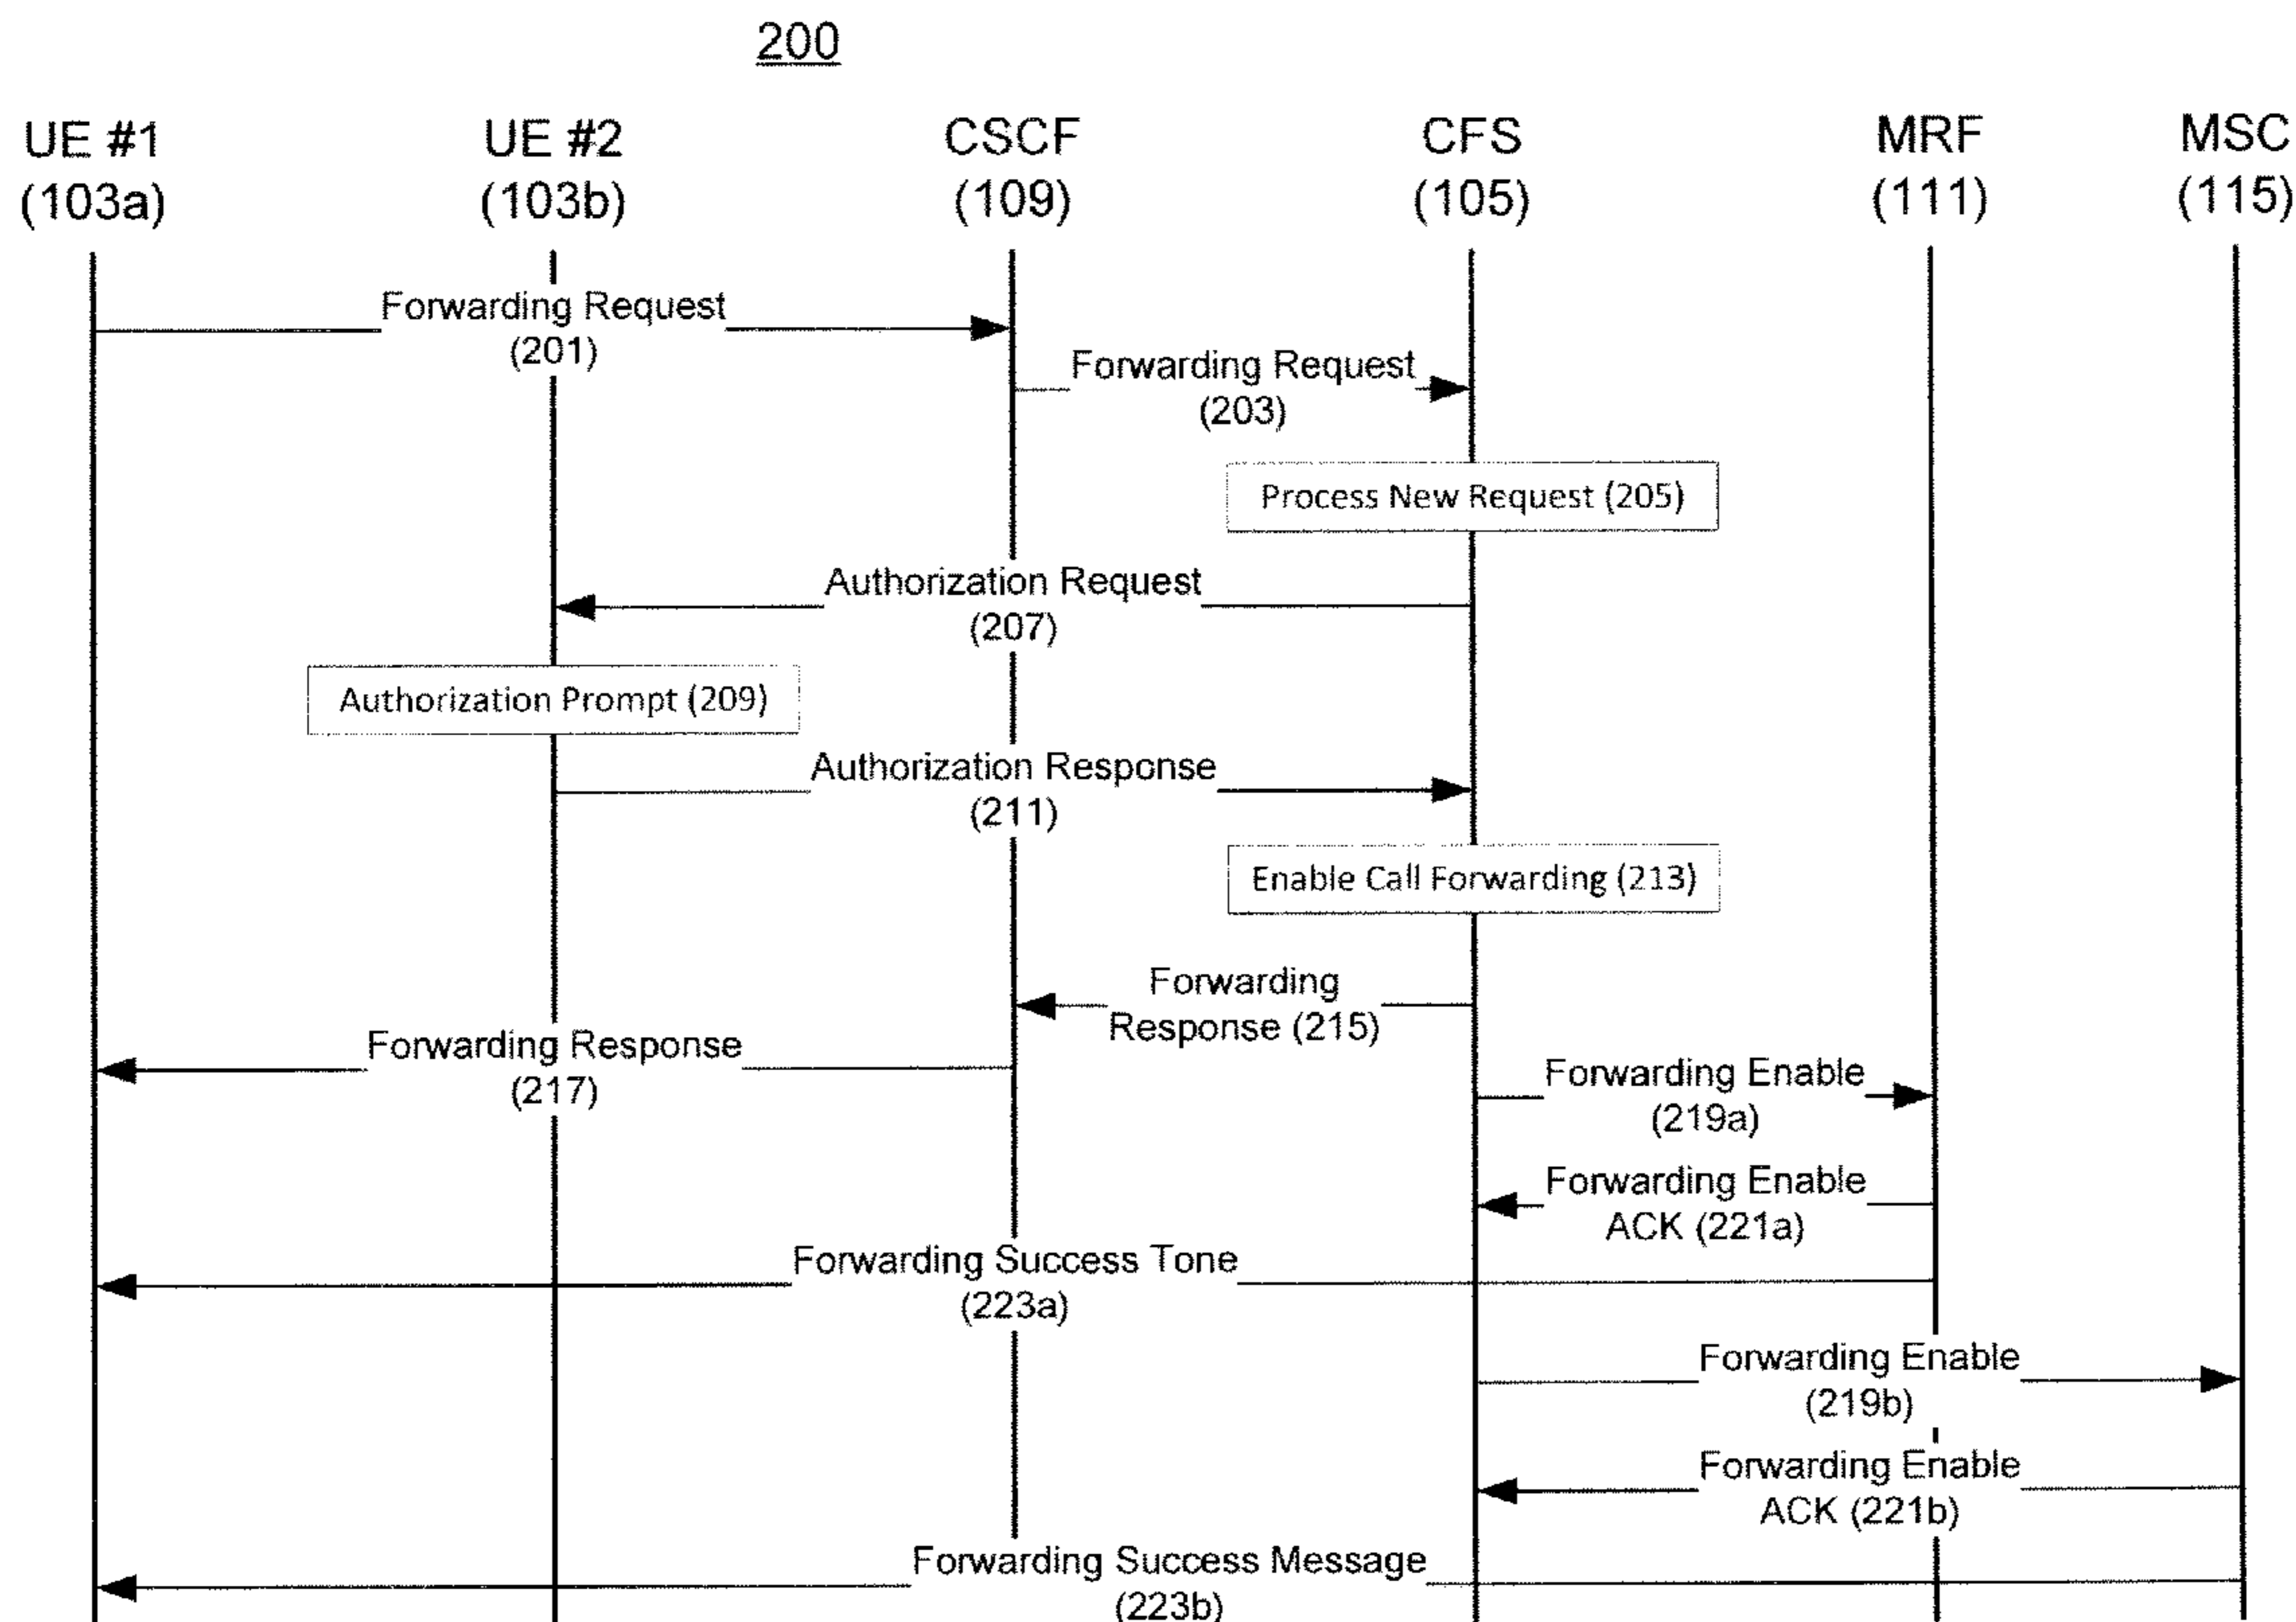 200
UE #1
(103a)
UE #2
(103b)
CSCF
(109)
CFS
(105)
MRF
(111)
MSC
(115)
Forwarding Request
(201)
Forwarding Request
(203)
Process New Request (205)
Authorization Request
(207)
Authorization Prompt (209)
Authorization Response
(211)
Enable Call Forwarding (213)
Forwarding
Response (215)
Forwarding Response
(217)
Forwarding Enable
(219a)
Forwarding Enable
ACK (221a)
Forwarding Success Tone
(223a)
Forwarding Enable
(219b)
Forwarding Enable
ACK (221b)
Forwarding Success Message
(223b)